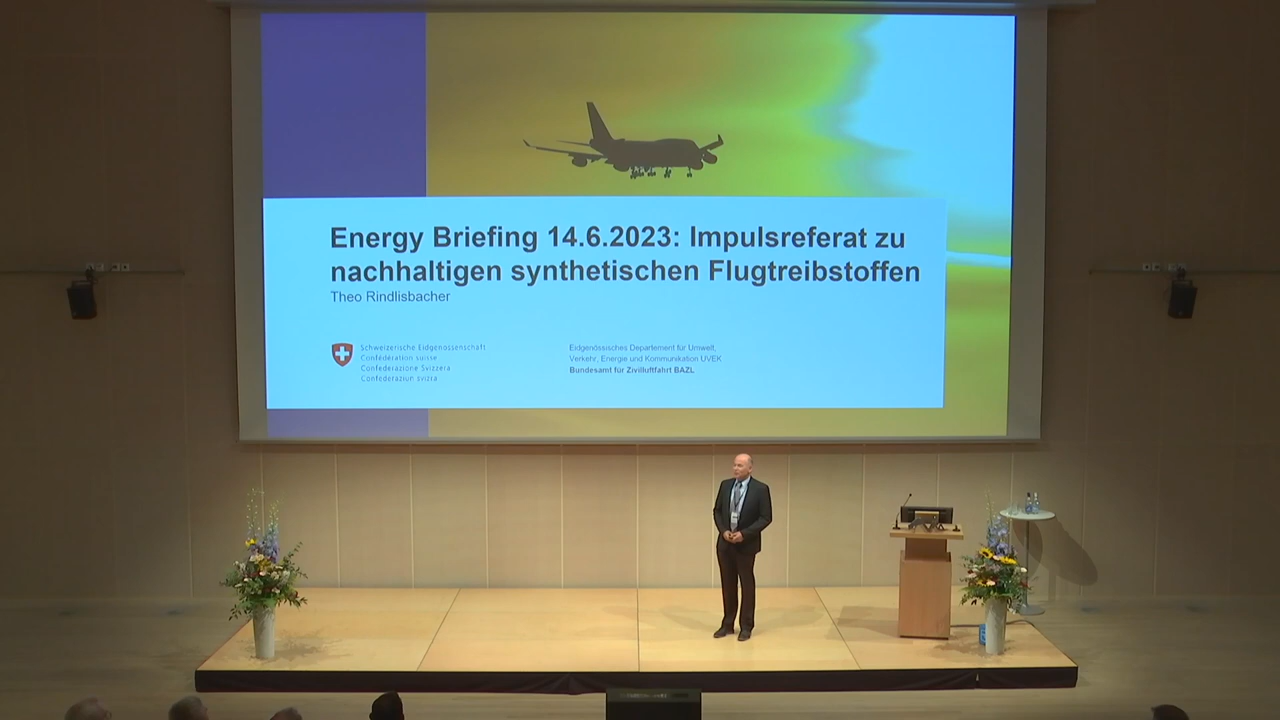 Energy Briefing 14.6.2023: Impulsreferat zu
nachhaltigen synthetischen Flugtreibstoffen
Theo Rindlisbacher
Schweizerische Eidgenossenschaft
Confédération suisse
Confederazione Svizzera
Confederaziun svizra
Eidgenössisches Departement für Umwelt,
Verkehr, Energie und Kommunikation UVEK
Bundesamt für Zivilluftfahrt BAZL